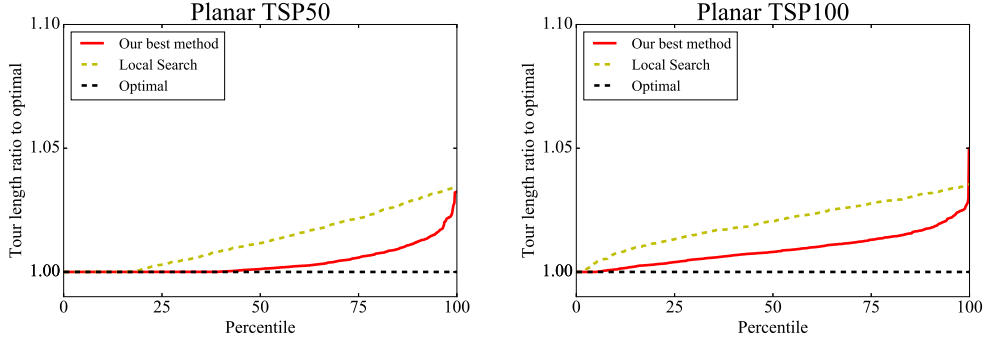 Planar TSP50
Tour length ratio to optimal
1.10
1.05
1.00
Our best method
Local Search
Optimal
0
25
50
75
100
Percentile
Planar TSP100
Tour length ratio to optimal
1.10
1.05
1.00
Our best method
Local Search
Optimal
0
25
50
75
100
Percentile